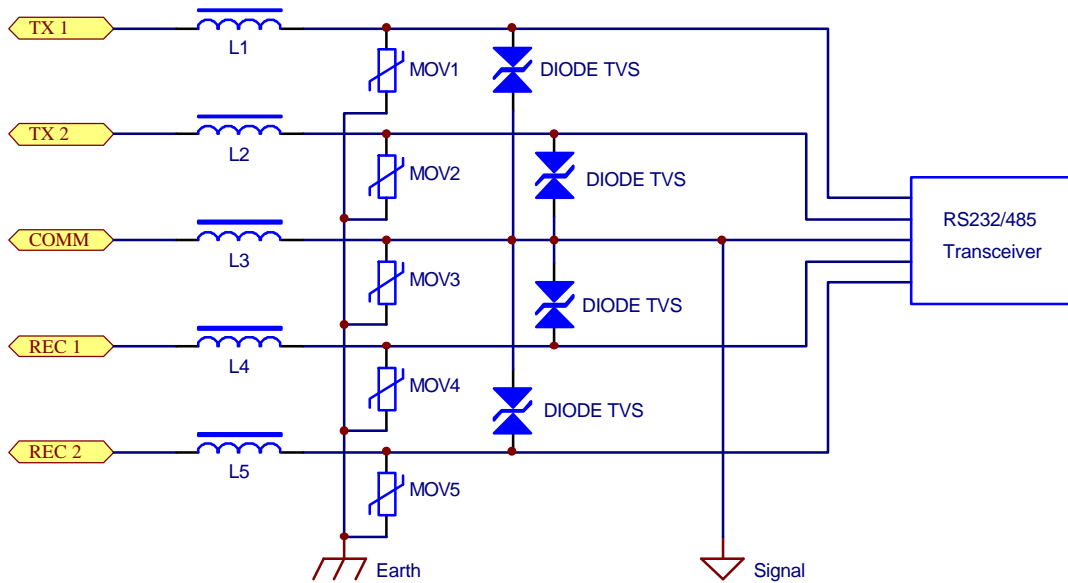 TX 1
L1
MOV1
DIODE TVS
TX 2
L2
MOV2
DIODE TVS
RS232/485
Transceiver
COMM
L3
MOV3
DIODE TVS
REC 1
L4
MOV4
DIODE TVS
REC 2
L5
MOV5
Earth
Signal